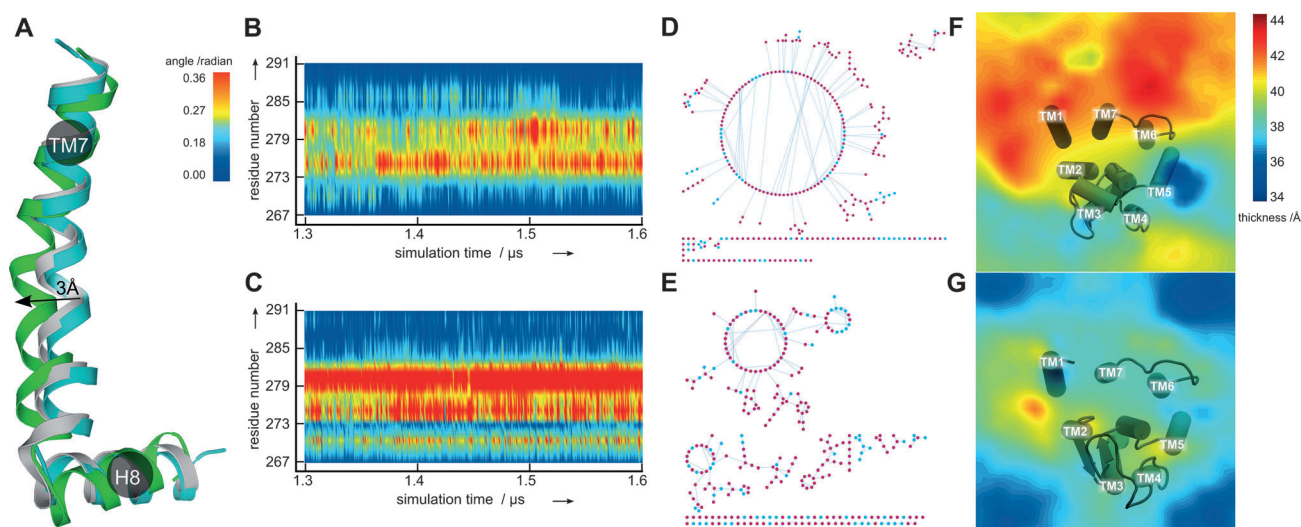 A
angle /radian
0.36
0.27
0.18
0.00
TM7
3Å
H8
B
residue number
291
285
279
273
267
1.3
1.4
1.5
1.6
simulation time / µs
C
residue number
291
285
279
273
267
1.3
1.4
1.5
1.6
simulation time / µs
D
E
F
TM1
TM7
TM6
TM2
TM5
TM3
TM4
44
42
40
38
36
34
thickness /Å
G
TM1
TM7
TM6
TM2
TM5
TM3
TM4